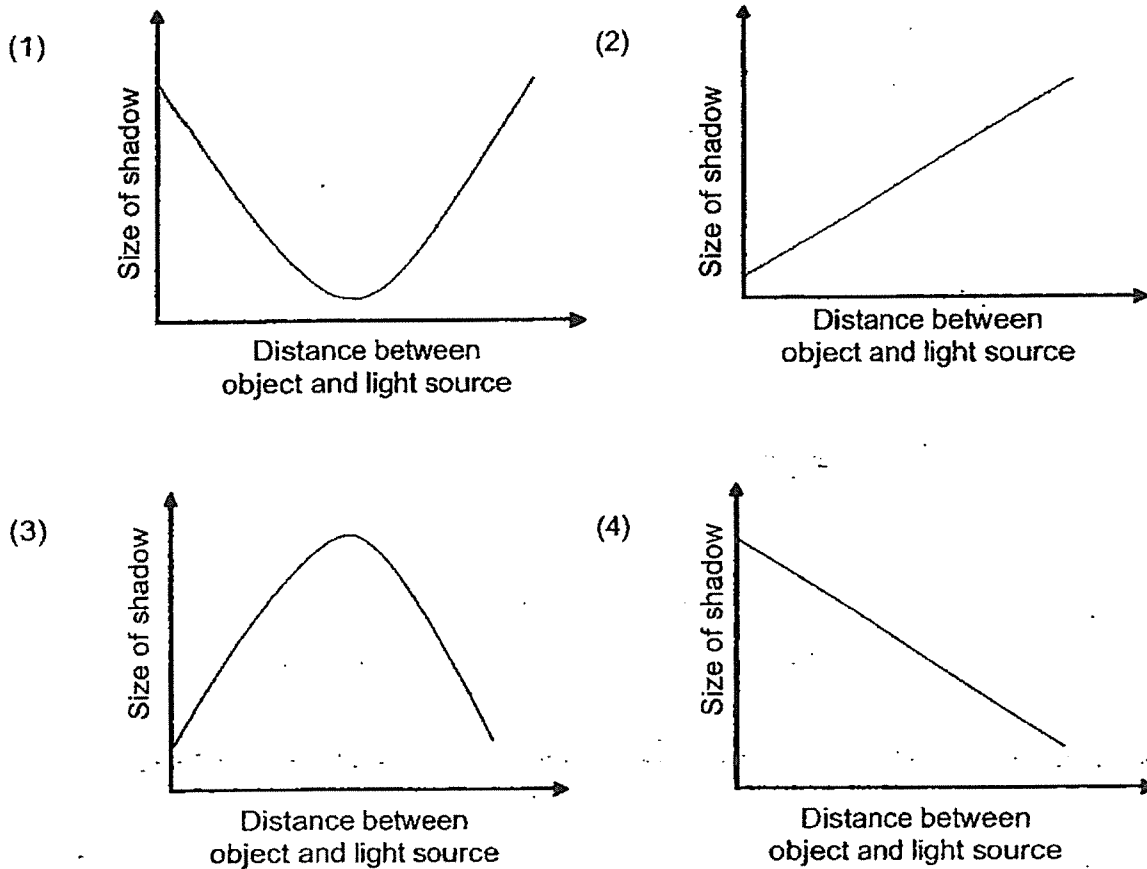 (1)
Size of shadow
Distance between
object and light source
(2)
Size of shadow
Distance between
object and light source
(3)
Size of shadow
Distance between
object and light source
(4)
Size of shadow
Distance between
object and light source